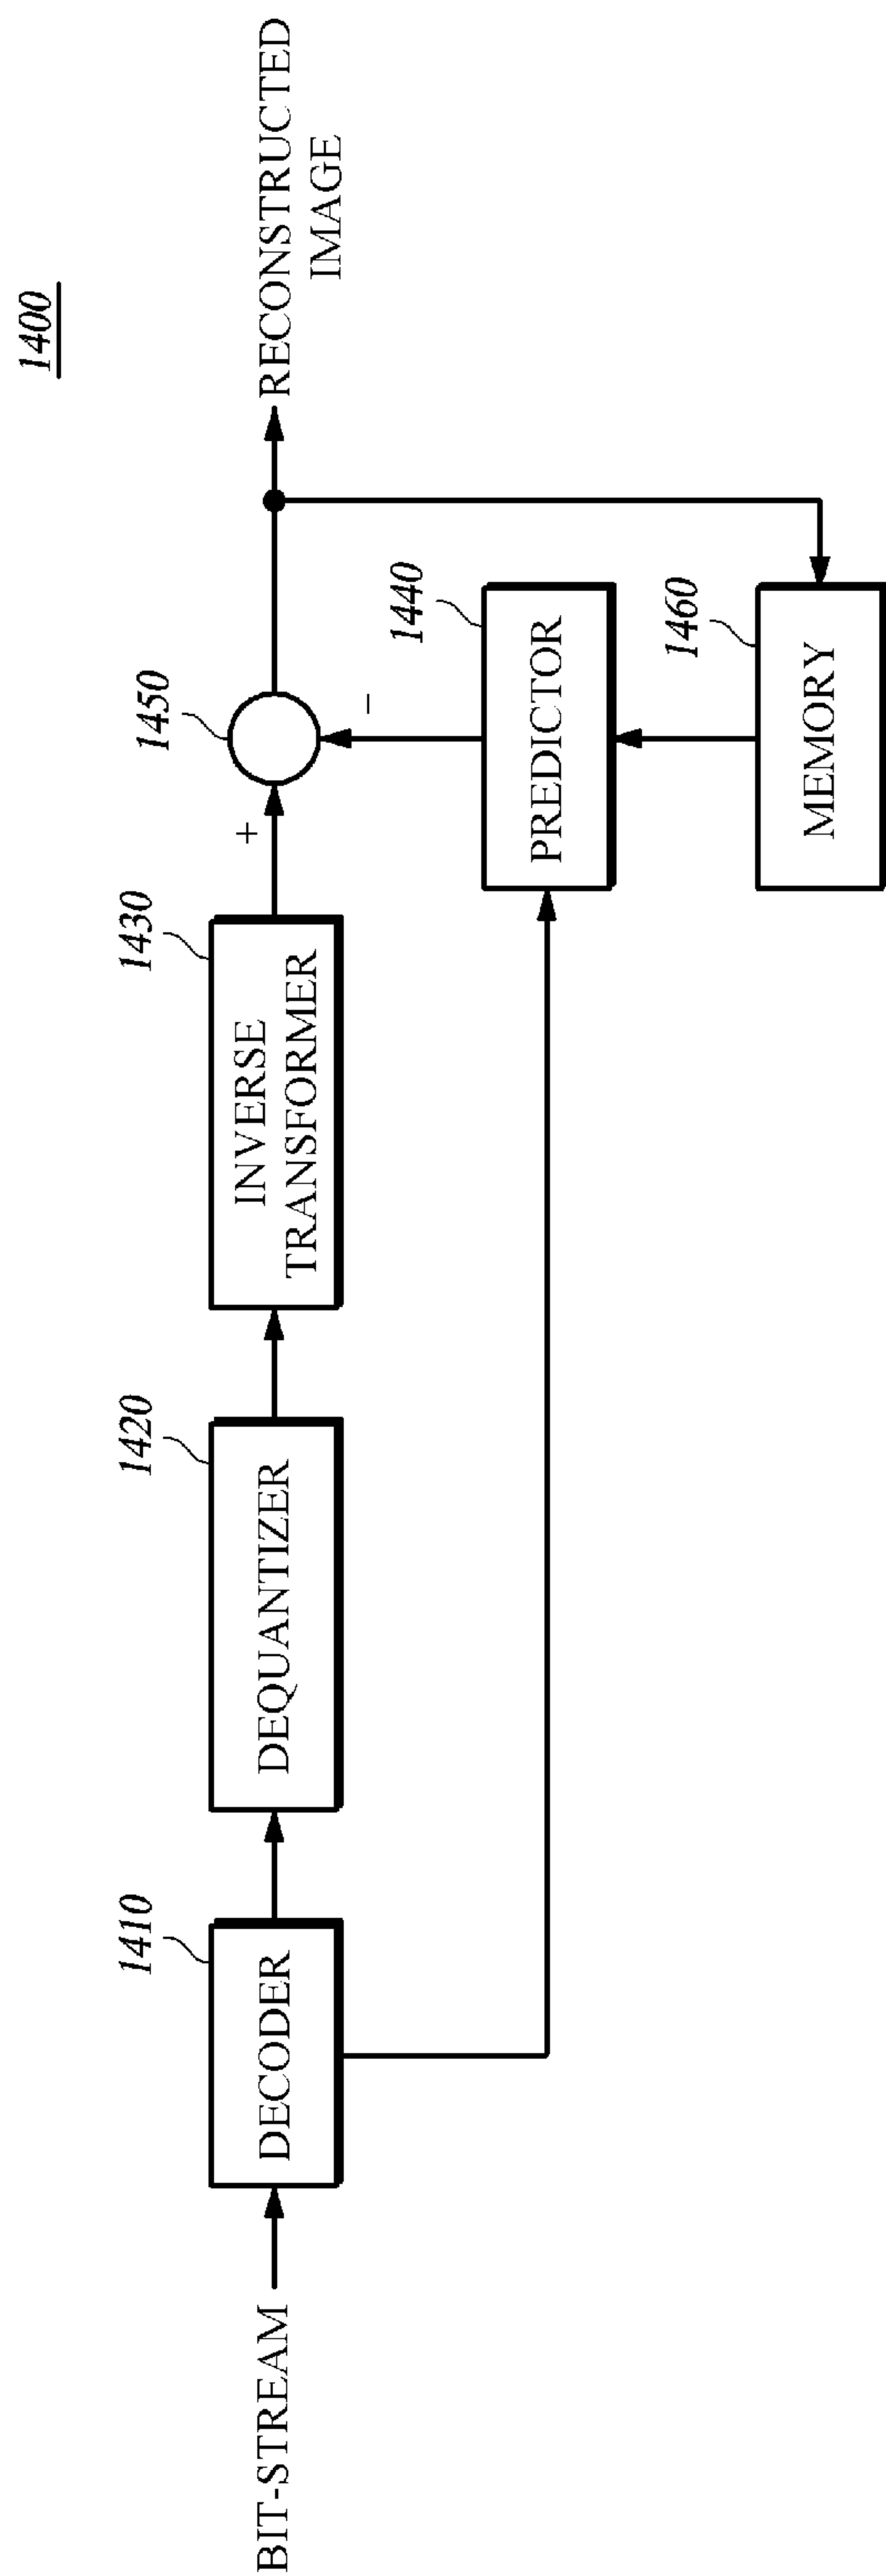 1400
BIT-STREAM
1410
DECODER
1420
DEQUANTIZER
1430
INVERSE
TRANSFORMER
+
1450
−
RECONSTRUCTED
IMAGE
1440
PREDICTOR
1460
MEMORY